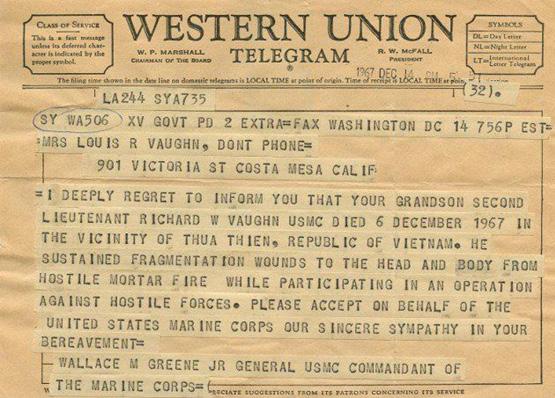 CLASS OF SERVICE
This is a fast message
unless its deferred char-
acter is indicated by the
proper symbol.
WESTERN UNION
TELEGRAM
W. P. MARSHALL
CHAIRMAN OF THE BOARD
R. W. McFALL
PRESIDENT
SYMBOLS
DL=Day Letter
NL=Night Letter
LT=International Letter Telegram
1967 DEC 14 PM 5
The filing time shown in the date line on domestic telegrams is LOCAL TIME at point of origin. Time of receipt is LOCAL TIME at point
LA244 SYA735
(32).
SY WA506 XV GOVT PD 2 EXTRA=FAX WASHINGTON DC 14 756P EST=
MRS LOUIS R VAUGHN, DONT PHONE=
901 VICTORIA ST COSTA MESA CALIF
=I DEEPLY REGRET TO INFORM YOU THAT YOUR GRANDSON SECOND
LIEUTENANT RICHARD W VAUGHN USMC DIED 6 DECEMBER 1967 IN
THE VICINITY OF THUA THIEN, REPUBLIC OF VIETNAM. HE
SUSTAINED FRAGMENTATION WOUNDS TO THE HEAD AND BODY FROM
HOSTILE MORTAR FIRE WHILE PARTICIPATING IN AN OPERATION
AGAINST HOSTILE FORCES. PLEASE ACCEPT ON BEHALF OF THE
UNITED STATES MARINE CORPS OUR SINCERE SYMPATHY IN YOUR
BEREAVEMENT=
WALLACE M GREENE JR GENERAL USMC COMMANDANT OF
THE MARINE CORPS=(
SUGGESTIONS FROM ITS PATRONS CONCERNING ITS SERVICE